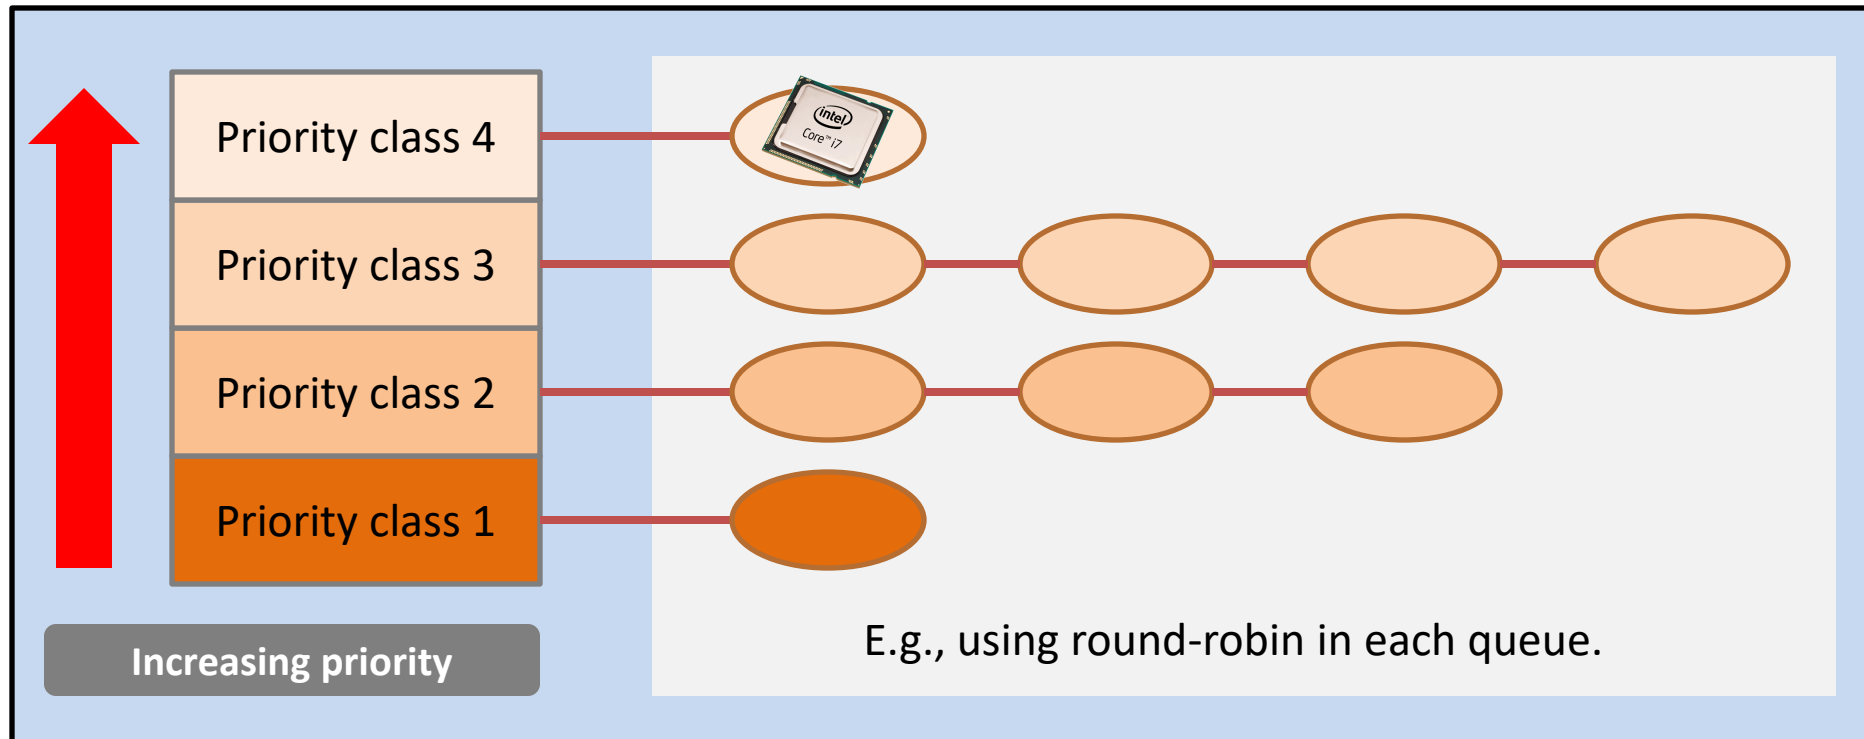 Priority class 4
intel
Core™ i7
Priority class 3
Priority class 2
Priority class 1
Increasing priority
E.g., using round-robin in each queue.